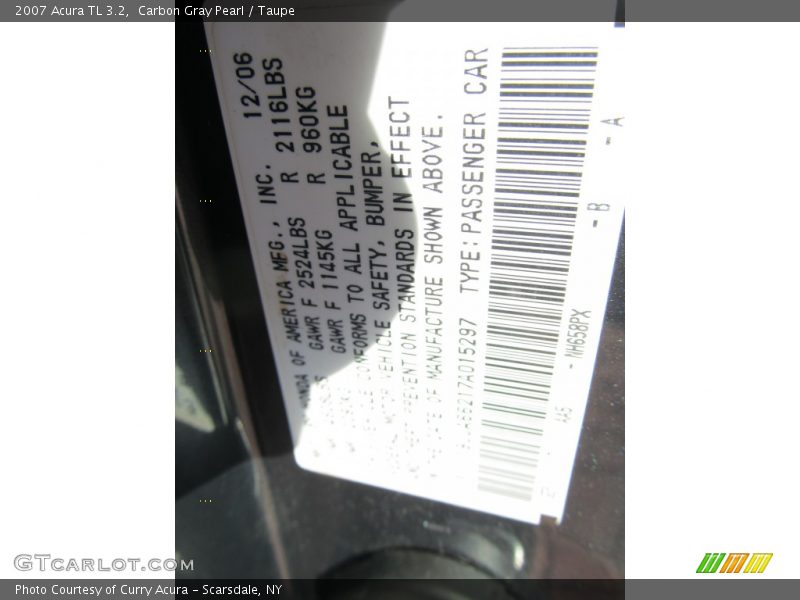 2007 Acura TL 3.2,  Carbon Gray Pearl / Taupe
OF AMERICA MFG., INC. 12/06
GAWR F 2524LBS R 2116LBS
GAWR F 1145KG R 960KG
TO ALL APPLICABLE
VEHICLE SAFETY, BUMPER,
PREVENTION STANDARDS IN EFFECT
OF MANUFACTURE SHOWN ABOVE.
TYPE: PASSENGER CAR
- NH658PX - B - A
GTCARLOT.COM
Photo Courtesy of Curry Acura - Scarsdale, NY